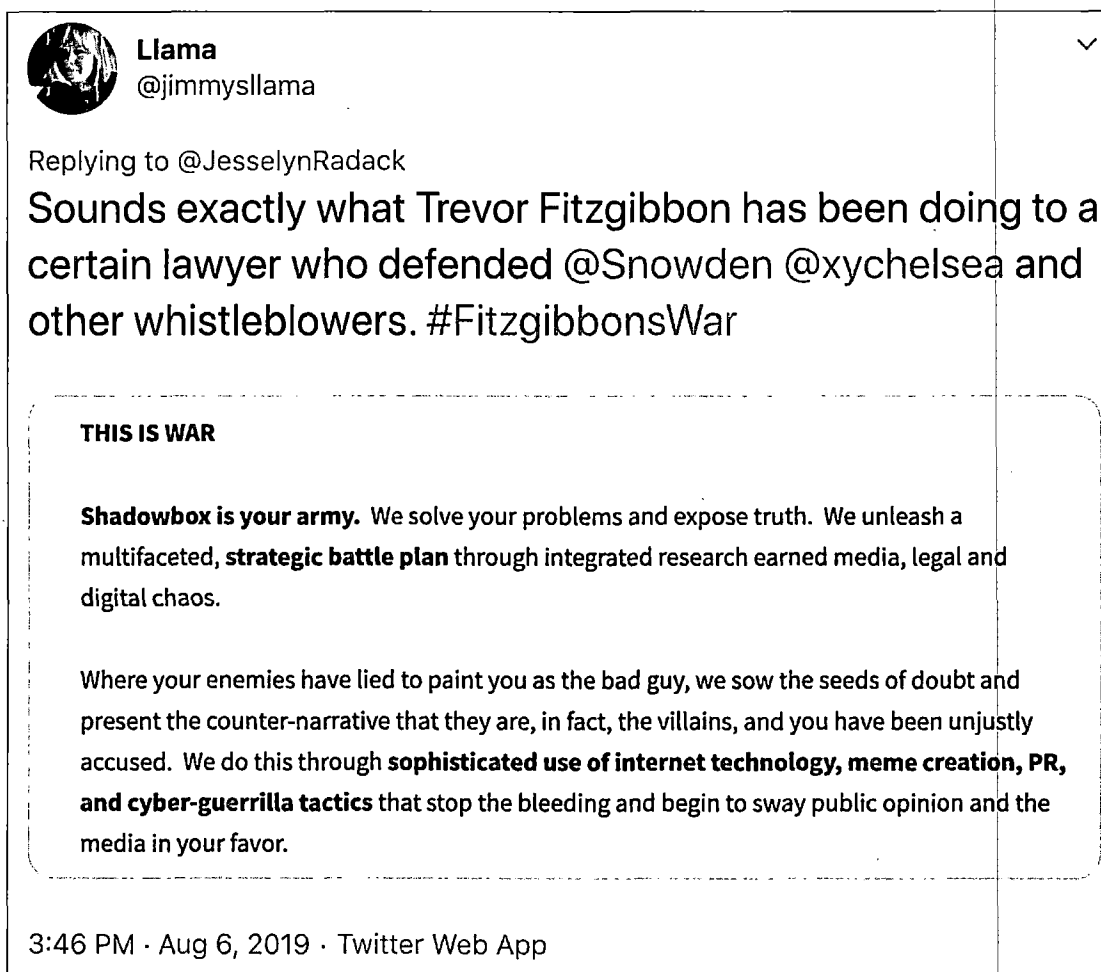 Llama
@jimmysllama
Replying to @JesselynRadack
Sounds exactly what Trevor Fitzgibbon has been doing to a
certain lawyer who defended @Snowden @xychelsea and
other whistleblowers. #FitzgibbonsWar
THIS IS WAR
Shadowbox is your army. We solve your problems and expose truth. We unleash a
multifaceted, strategic battle plan through integrated research earned media, legal and
digital chaos.
Where your enemies have lied to paint you as the bad guy, we sow the seeds of doubt and
present the counter-narrative that they are, in fact, the villains, and you have been unjustly
accused. We do this through sophisticated use of internet technology, meme creation, PR,
and cyber-guerrilla tactics that stop the bleeding and begin to sway public opinion and the
media in your favor.
3:46 PM · Aug 6, 2019 · Twitter Web App